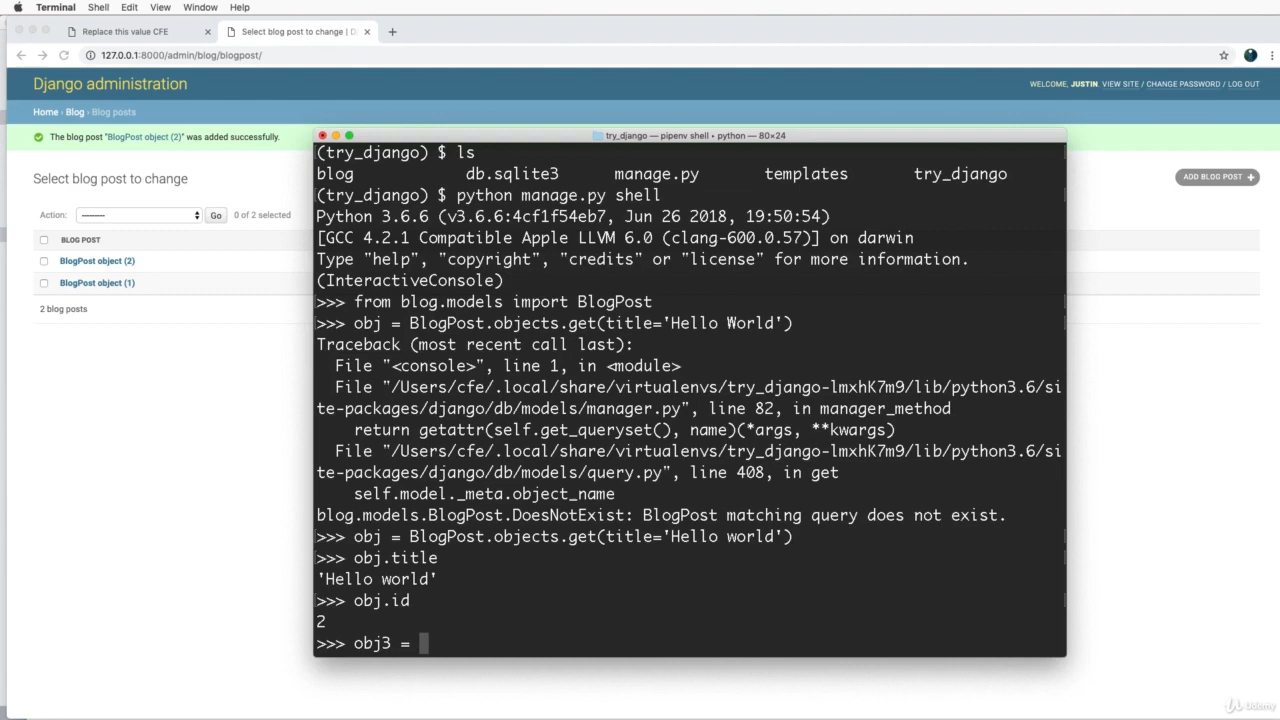 Terminal Shell Edit View Window Help
Replace this value CFE
Select blog post to change | D
127.0.0.1:8000/admin/blog/blogpost/
Django administration
WELCOME, JUSTIN VIEW SITE / CHANGE PASSWORD / LOG OUT
Home › Blog › Blog posts
The blog post "BlogPost object (2)" was added successfully.
Select blog post to change
ADD BLOG POST +
Action: --------- Go 0 of 2 selected
BLOG POST
BlogPost object (2)
BlogPost object (1)
2 blog posts
try_django — pipenv shell • python — 80×24
(try_django) $ ls
blog db.sqlite3 manage.py templates try_django
(try_django) $ python manage.py shell
Python 3.6.6 (v3.6.6:4cf1f54eb7, Jun 26 2018, 19:50:54)
[GCC 4.2.1 Compatible Apple LLVM 6.0 (clang-600.0.57)] on darwin
Type "help", "copyright", "credits" or "license" for more information.
(InteractiveConsole)
>>> from blog.models import BlogPost
>>> obj = BlogPost.objects.get(title='Hello World')
Traceback (most recent call last):
File "<console>", line 1, in <module>
File "/Users/cfe/.local/share/virtualenvs/try_django-lmxhK7m9/lib/python3.6/si
te-packages/django/db/models/manager.py", line 82, in manager_method
return getattr(self.get_queryset(), name)(*args, **kwargs)
File "/Users/cfe/.local/share/virtualenvs/try_django-lmxhK7m9/lib/python3.6/si
te-packages/django/db/models/query.py", line 408, in get
self.model._meta.object_name
blog.models.BlogPost.DoesNotExist: BlogPost matching query does not exist.
>>> obj = BlogPost.objects.get(title='Hello world')
>>> obj.title
'Hello world'
>>> obj.id
2
>>> obj3 =
Udemy